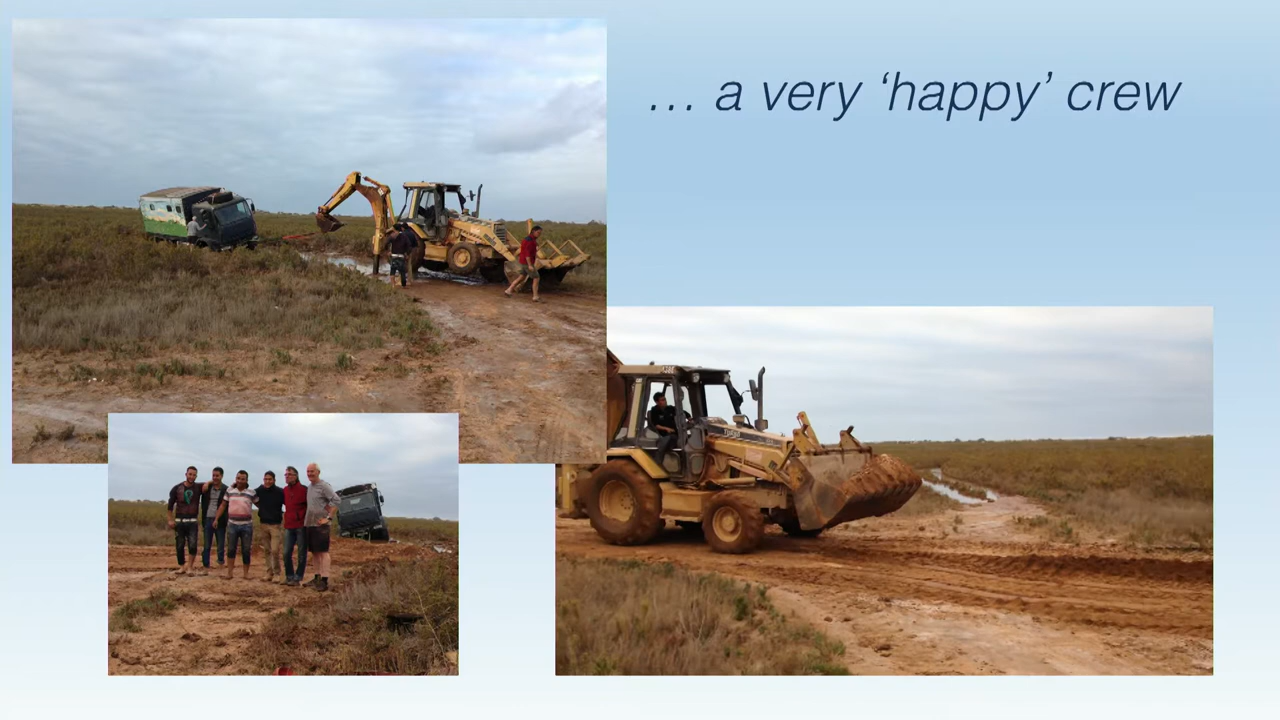 … a very ‘happy’ crew